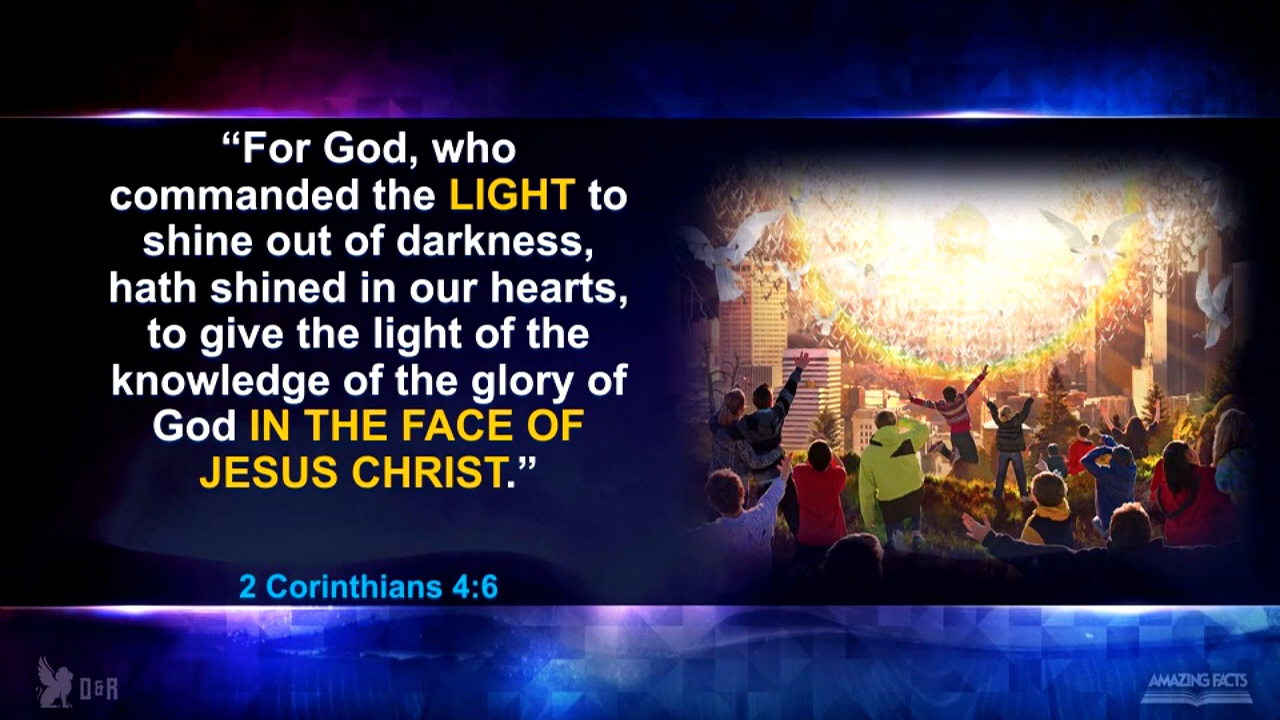 “For God, who
commanded the LIGHT to
shine out of darkness,
hath shined in our hearts,
to give the light of the
knowledge of the glory of
God IN THE FACE OF
JESUS CHRIST.”
2 Corinthians 4:6
D&R
AMAZING FACTS